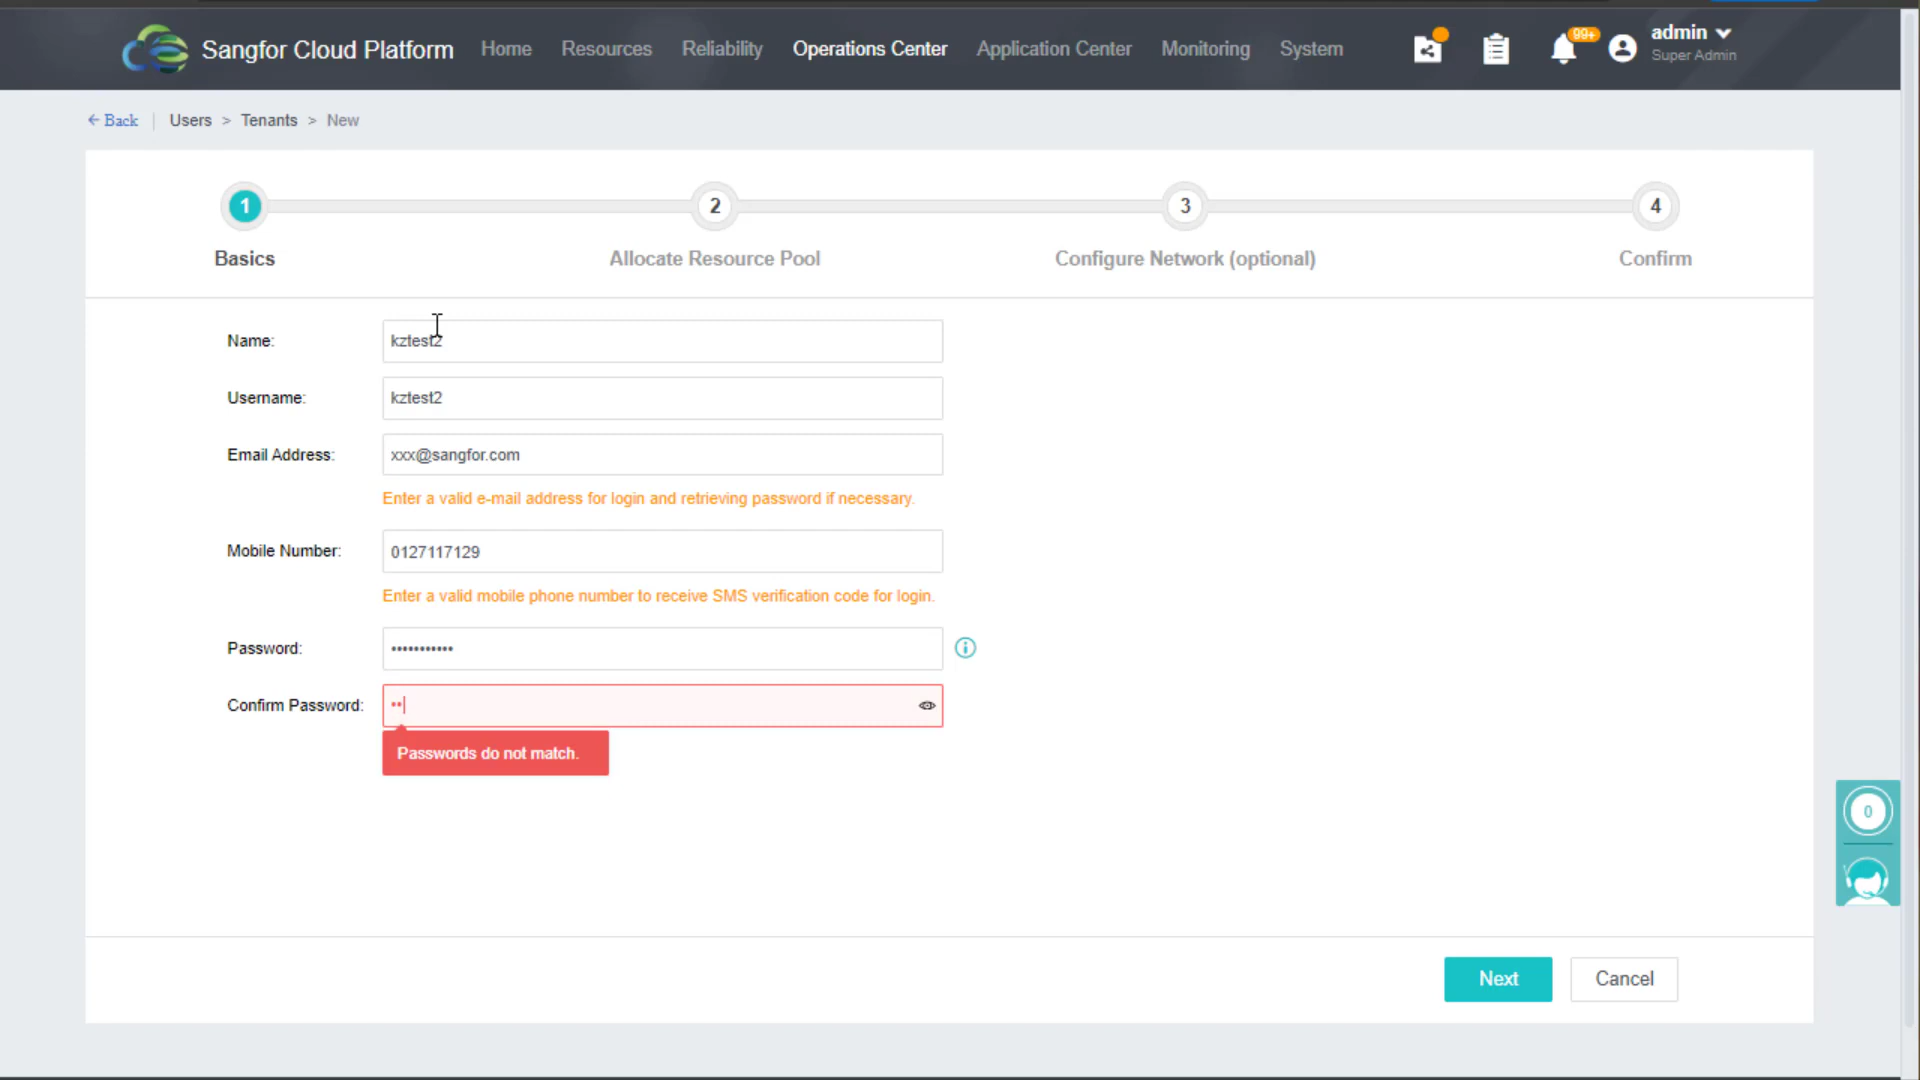 Sangfor Cloud Platform Home Resources Reliability Operations Center Application Center Monitoring System 99+ admin
Super Admin
Back Users > Tenants > New
1 2 3 4
Basics Allocate Resource Pool Configure Network (optional) Confirm
Name: kztest2
Username: kztest2
Email Address: xxx@sangfor.com
Enter a valid e-mail address for login and retrieving password if necessary.
Mobile Number: 0127117129
Enter a valid mobile phone number to receive SMS verification code for login.
Password: •••••••••••
Confirm Password: ••
Passwords do not match.
0
Next Cancel